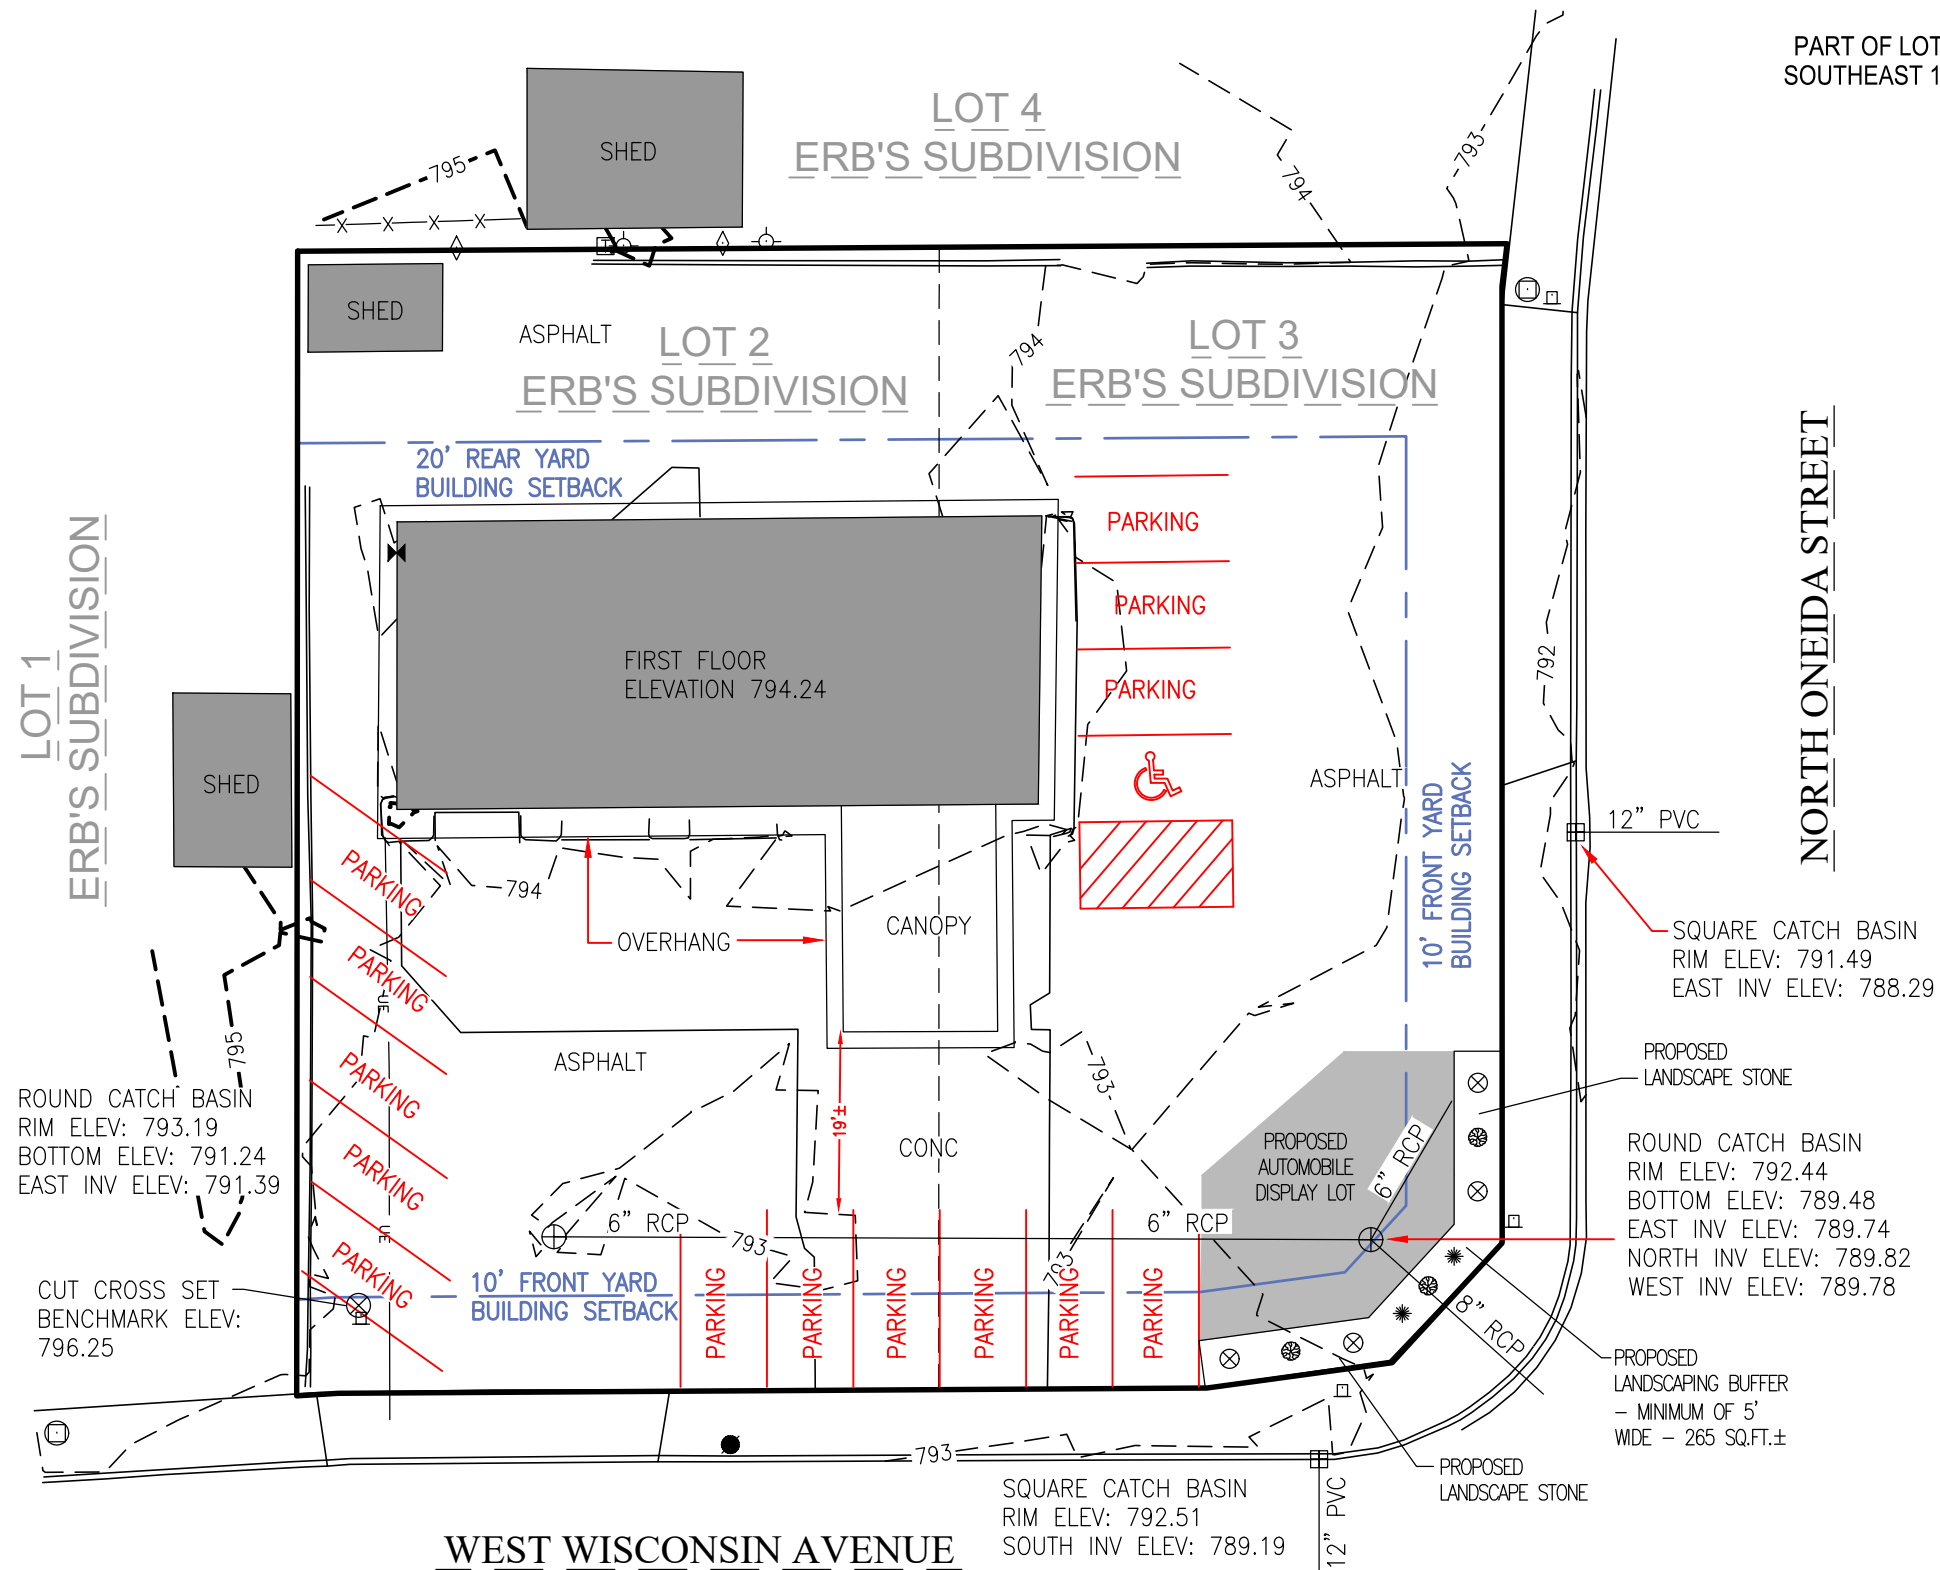 PART OF LOT
SOUTHEAST 1
LOT 4
ERB'S SUBDIVISION
SHED
795
794
793
SHED
ASPHALT
LOT 2
ERB'S SUBDIVISION
794
LOT 3
ERB'S SUBDIVISION
20' REAR YARD
BUILDING SETBACK
LOT 1
ERB'S SUBDIVISION
NORTH ONEIDA STREET
PARKING
PARKING
PARKING
FIRST FLOOR
ELEVATION 794.24
792
SHED
ASPHALT
10' FRONT YARD
BUILDING SETBACK
12" PVC
SQUARE CATCH BASIN
RIM ELEV: 791.49
EAST INV ELEV: 788.29
794
OVERHANG
CANOPY
PARKING
PARKING
PARKING
PARKING
PARKING
UE
UE
795
ASPHALT
793
19'±
CONC
ROUND CATCH BASIN
RIM ELEV: 793.19
BOTTOM ELEV: 791.24
EAST INV ELEV: 791.39
PROPOSED
LANDSCAPE STONE
PROPOSED
AUTOMOBILE
DISPLAY LOT
6" RCP
ROUND CATCH BASIN
RIM ELEV: 792.44
BOTTOM ELEV: 789.48
EAST INV ELEV: 789.74
NORTH INV ELEV: 789.82
WEST INV ELEV: 789.78
6" RCP
6" RCP
793
793
CUT CROSS SET
BENCHMARK ELEV:
796.25
10' FRONT YARD
BUILDING SETBACK
PARKING
PARKING
PARKING
PARKING
PARKING
PARKING
8" RCP
PROPOSED
LANDSCAPING BUFFER
- MINIMUM OF 5'
WIDE - 265 SQ.FT.±
793
PROPOSED
LANDSCAPE STONE
SQUARE CATCH BASIN
RIM ELEV: 792.51
SOUTH INV ELEV: 789.19
12" PVC
WEST WISCONSIN AVENUE